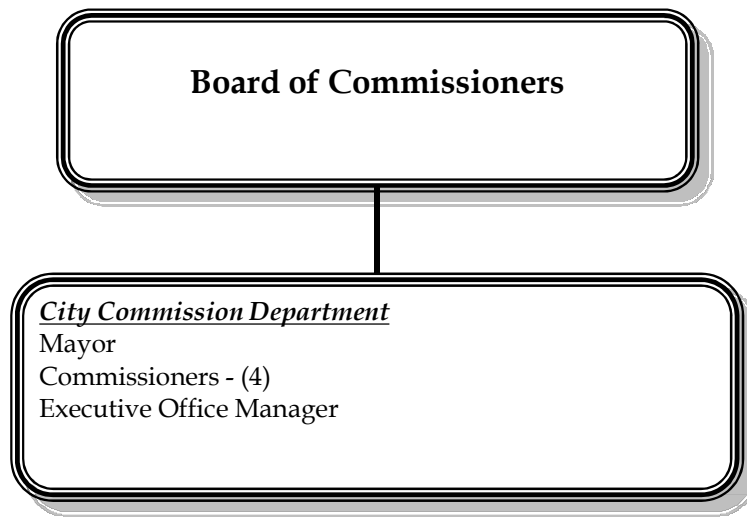 Board of Commissioners
City Commission Department
Mayor
Commissioners - (4)
Executive Office Manager